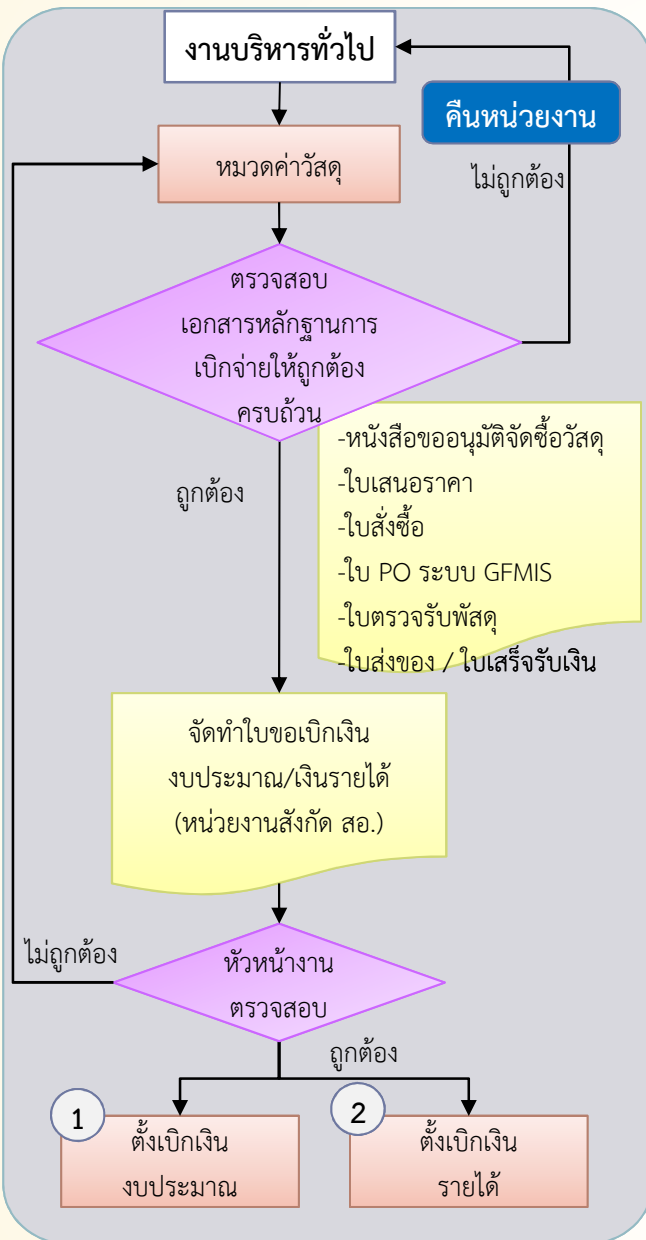 งานบริหารทั่วไป
คืนหน่วยงาน
หมวดค่าวัสดุ
ไม่ถูกต้อง
ตรวจสอบ
เอกสารหลักฐานการ
เบิกจ่ายให้ถูกต้อง
ครบถ้วน
-หนังสือขออนุมัติจัดซื้อวัสดุ
-ใบเสนอราคา
-ใบสั่งซื้อ
-ใบ PO ระบบ GFMIS
-ใบตรวจรับพัสดุ
-ใบส่งของ / ใบเสร็จรับเงิน
ถูกต้อง
จัดทำใบขอเบิกเงิน
งบประมาณ/เงินรายได้
(หน่วยงานสังกัด สอ.)
ไม่ถูกต้อง
หัวหน้างาน
ตรวจสอบ
ถูกต้อง
1
ตั้งเบิกเงิน
งบประมาณ
2
ตั้งเบิกเงิน
รายได้